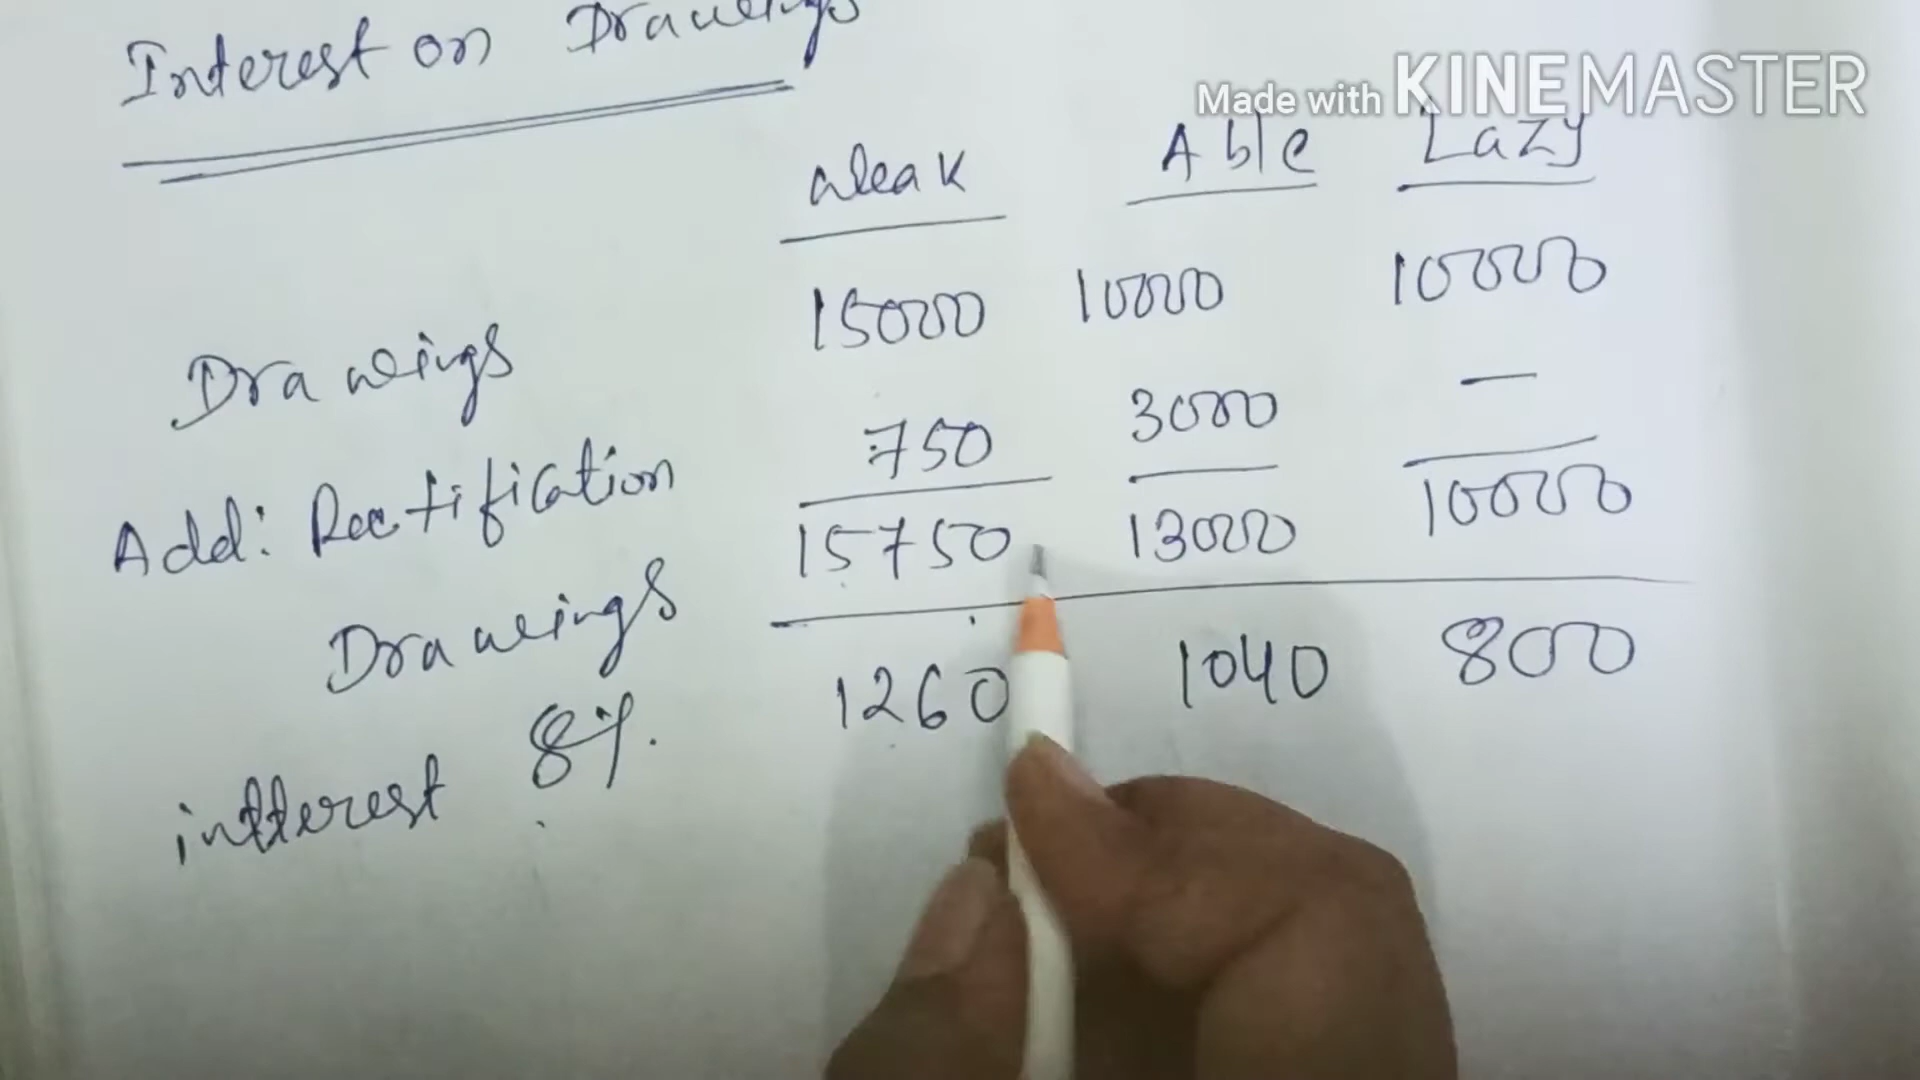 Interest on Drawings
Made with KINEMASTER
Weak Able Lazy
Drawings 15000 10000 10000
Add: Rectification 750 3000 —
Drawings 15750 13000 10000
intterest 8% 1260 1040 800